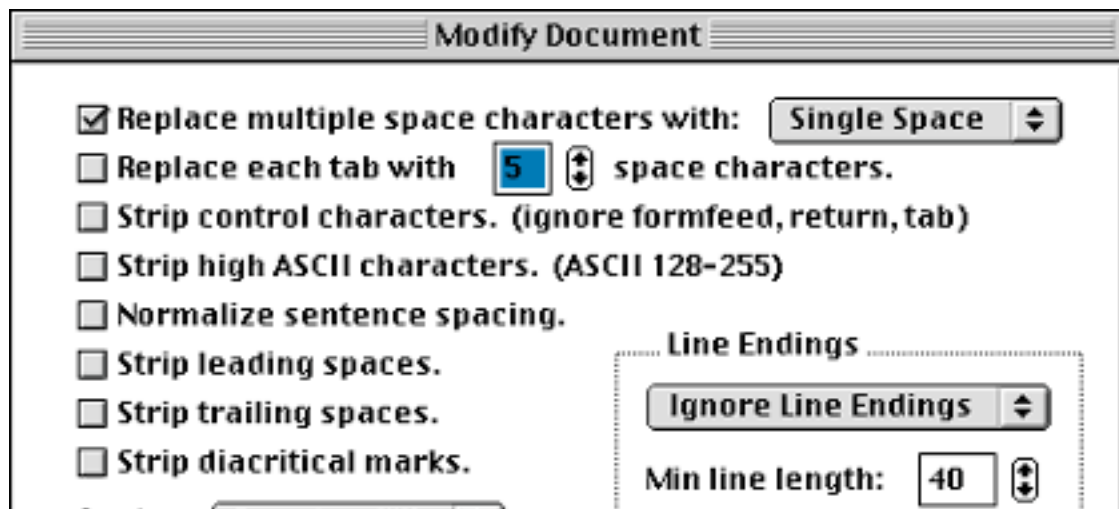 Modify Document
Replace multiple space characters with: Single Space
Replace each tab with 5 space characters.
Strip control characters. (ignore formfeed, return, tab)
Strip high ASCII characters. (ASCII 128-255)
Normalize sentence spacing.
Strip leading spaces.
Strip trailing spaces.
Strip diacritical marks.
Line Endings
Ignore Line Endings
Min line length: 40